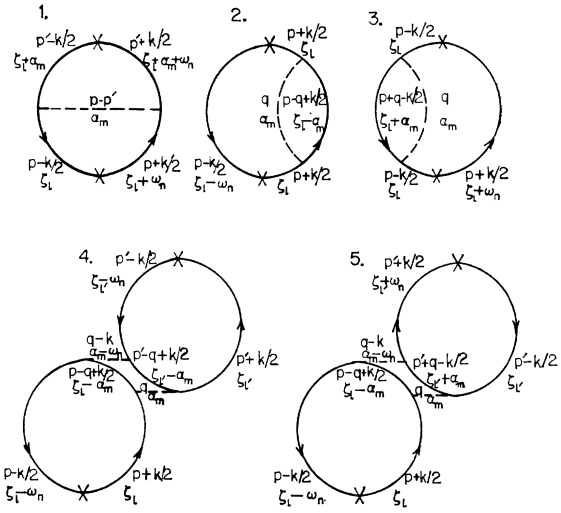 1.
p'-k/2 p'+k/2
ζₗ+αₘ ζₗ+αₘ+ωₙ
p-p'
αₘ
p-k/2 p+k/2
ζₗ ζₗ+ωₙ
2.
p+k/2
ζₗ
q p-q+k/2
αₘ ζₗ-αₘ
p-k/2 p+k/2
ζₗ-ωₙ ζₗ
3.
p-k/2
ζₗ
p+q-k/2 q
ζₗ+αₘ αₘ
p-k/2 p+k/2
ζₗ ζₗ+ωₙ
4.
p'-k/2
ζₗ'-ωₙ
q-k
αₘ-ωₙ p'-q+k/2
p-q+k/2 ζₗ'-αₘ p'+k/2
ζₗ-αₘ q ζₗ'
αₘ
p-k/2 p+k/2
ζₗ-ωₙ ζₗ
5.
p'+k/2
ζₗ'+ωₙ
q-k
αₘ-ωₙ p'+q-k/2
p-q+k/2 ζₗ'+αₘ p'-k/2
ζₗ-αₘ q ζₗ'
αₘ
p-k/2 p+k/2
ζₗ-ωₙ. ζₗ